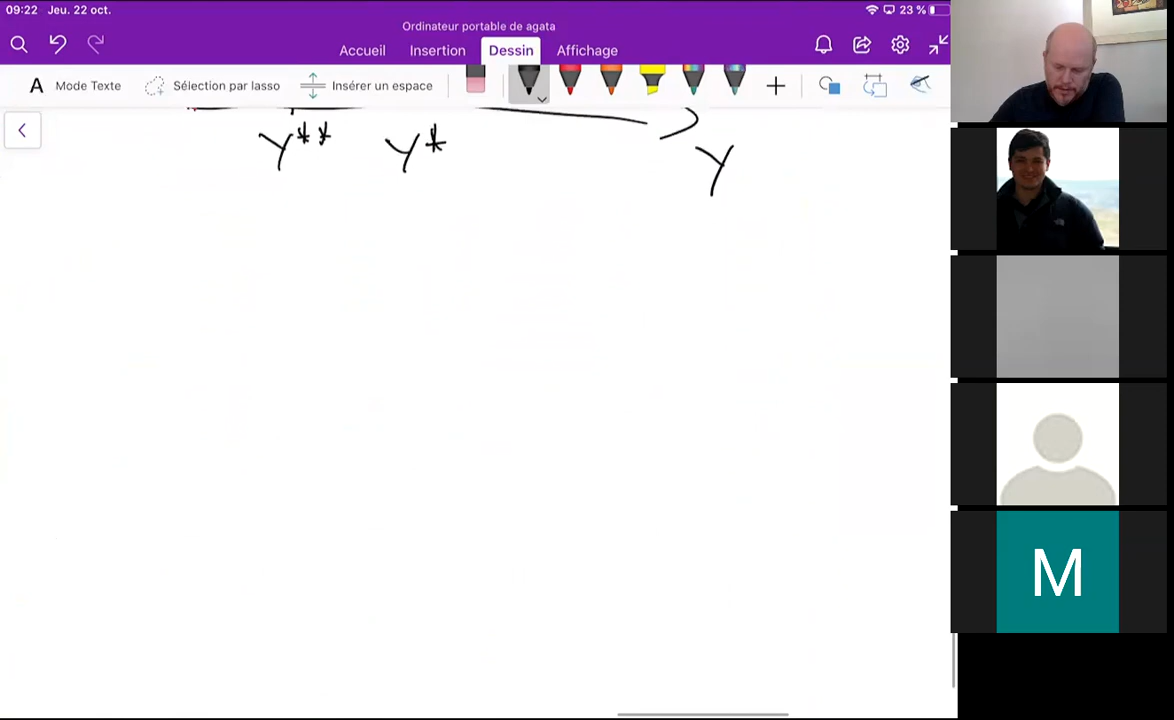 09:22 Jeu. 22 oct.
23 %
Ordinateur portable de agata
Accueil Insertion Dessin Affichage
A Mode Texte Sélection par lasso Insérer un espace
Y** Y* Y
M